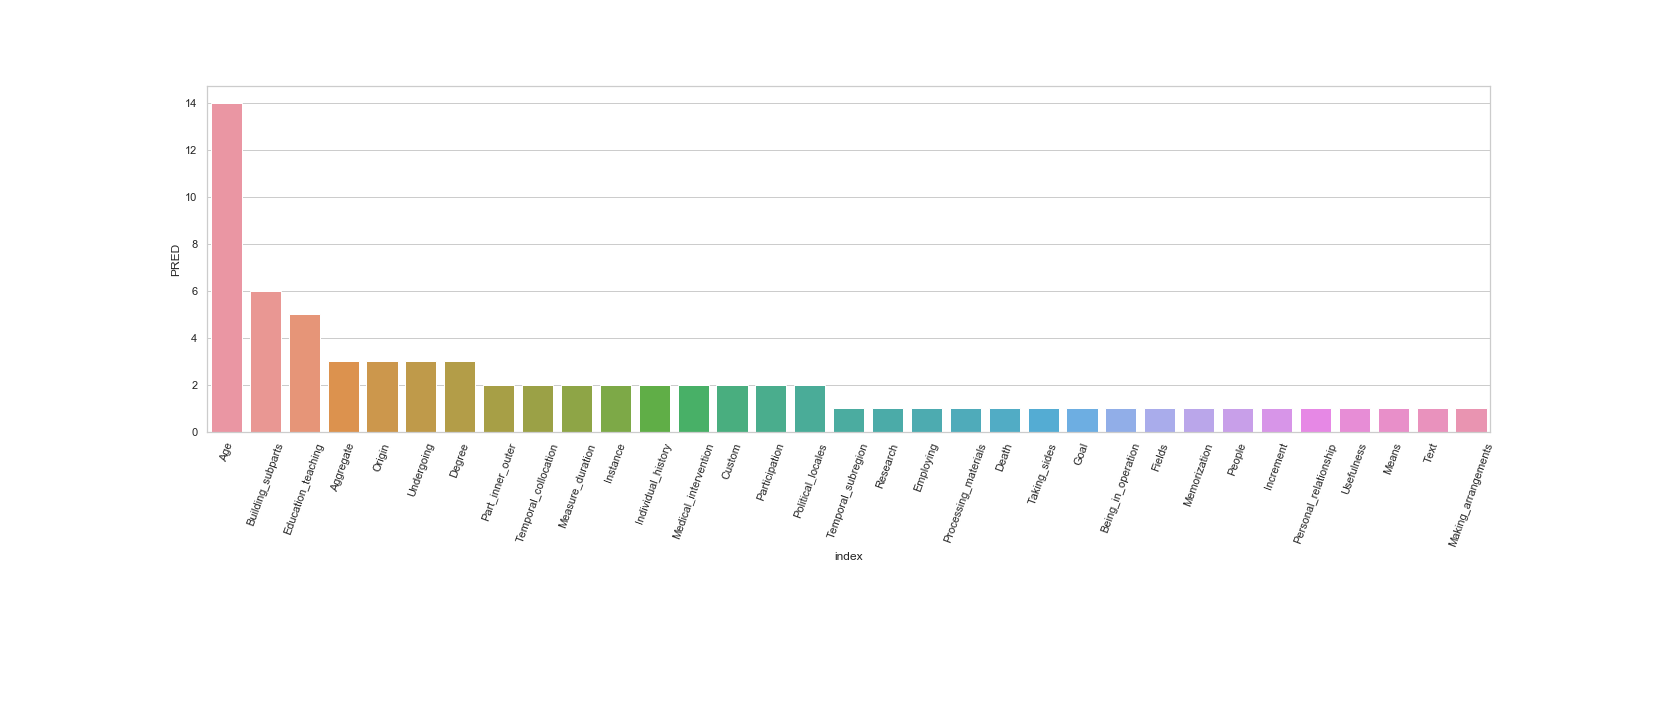 14
12
10
8
6
4
2
0
PRED
Age
Building_subparts
Education_teaching
Aggregate
Origin
Undergoing
Degree
Part_inner_outer
Temporal_collocation
Measure_duration
Instance
Individual_history
Medical_intervention
Custom
Participation
Political_locales
Temporal_subregion
Research
Employing
Processing_materials
Death
Taking_sides
Goal
Being_in_operation
Fields
Memorization
People
Increment
Personal_relationship
Usefulness
Means
Text
Making_arrangements
index